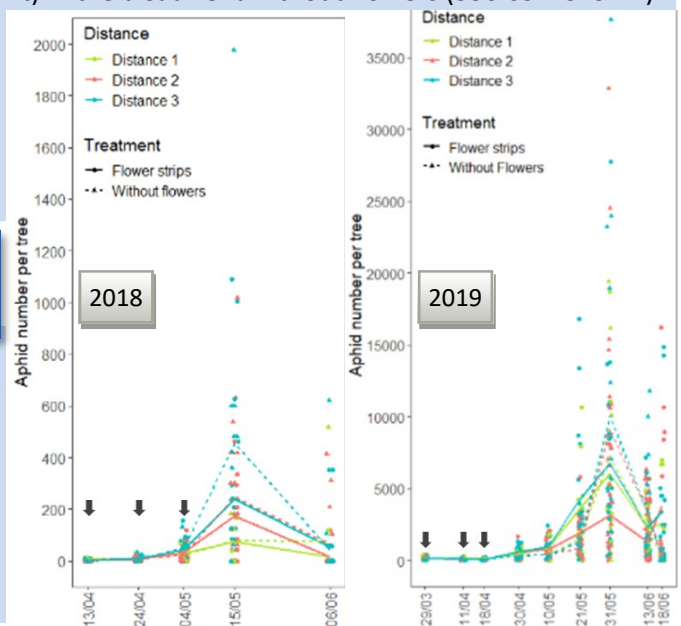 Distance
Distance 1
Distance 2
Distance 3
Treatment
Flower strips
Without flowers
2018
Aphid number per tree
2000
1800
1600
1400
1200
1000
800
600
400
200
0
13/04
24/04
04/05
15/05
06/06
Distance
Distance 1
Distance 2
Distance 3
Treatment
Flower strips
Without Flowers
2019
Aphid number per tree
35000
30000
25000
20000
15000
10000
5000
0
29/03
11/04
18/04
30/04
10/05
21/05
31/05
13/06
18/06